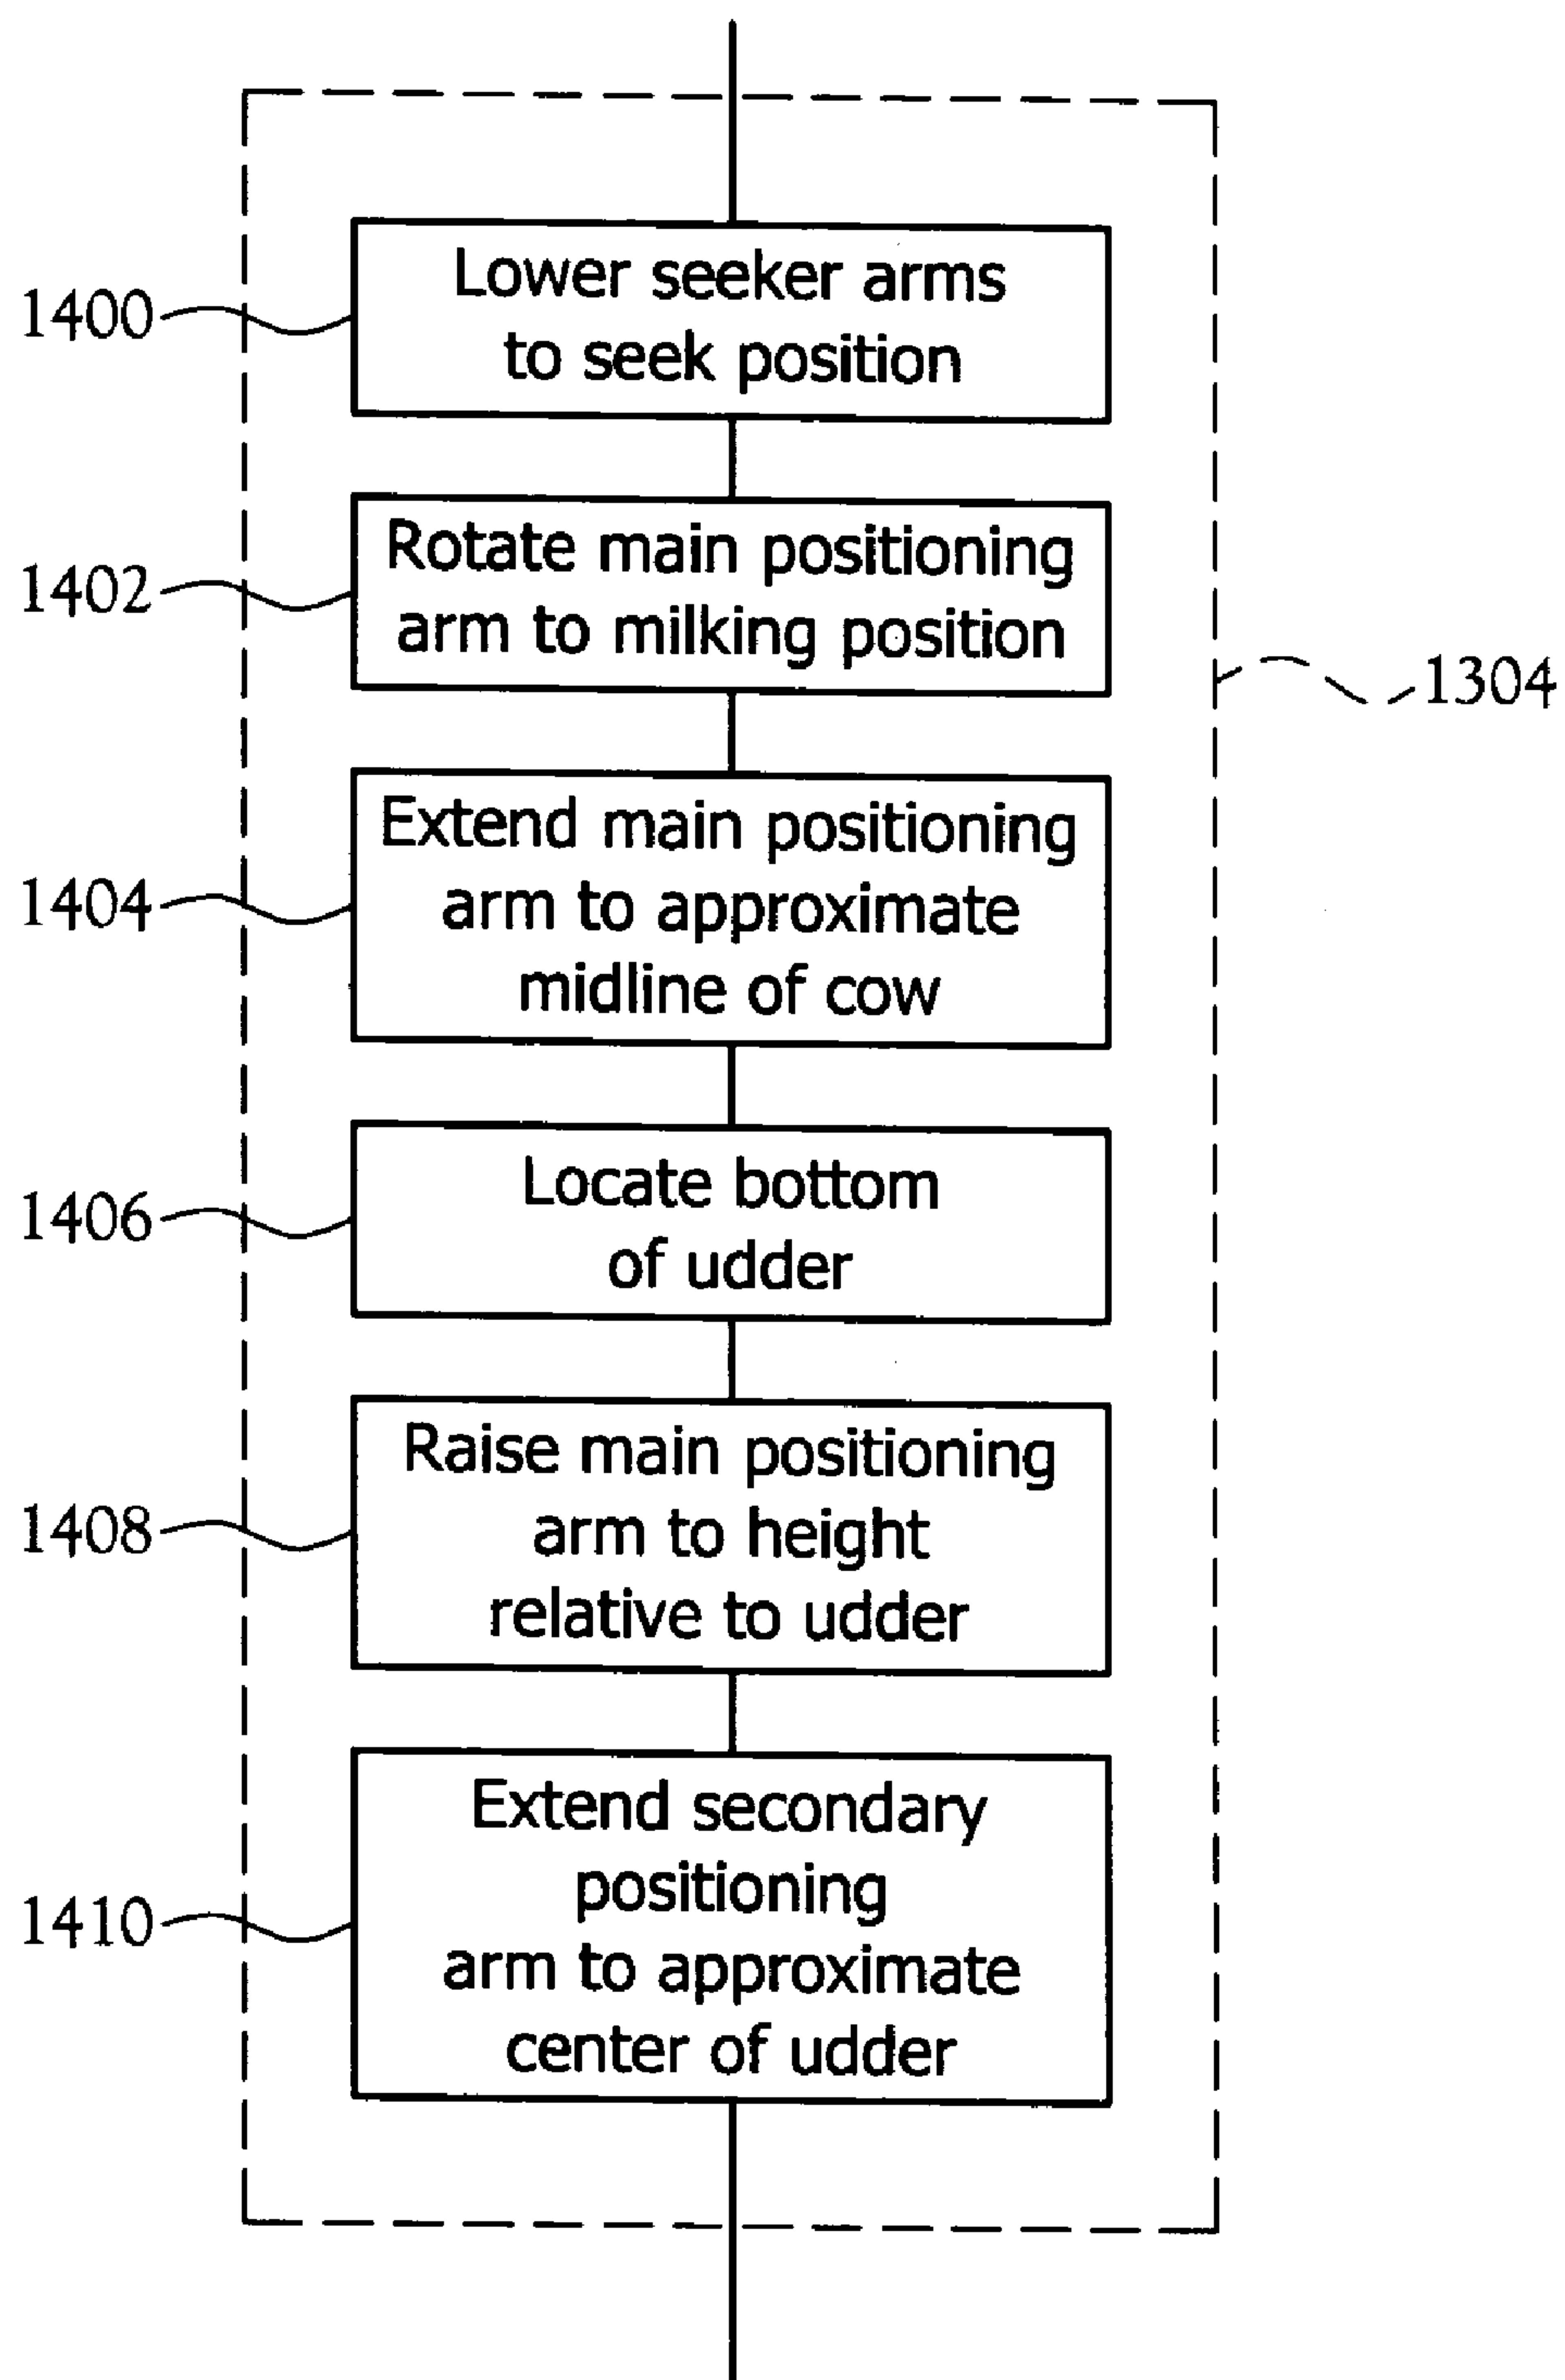 1400
Lower seeker arms
to seek position
1402
Rotate main positioning
arm to milking position
1304
1404
Extend main positioning
arm to approximate
midline of cow
1406
Locate bottom
of udder
1408
Raise main positioning
arm to height
relative to udder
1410
Extend secondary
positioning
arm to approximate
center of udder